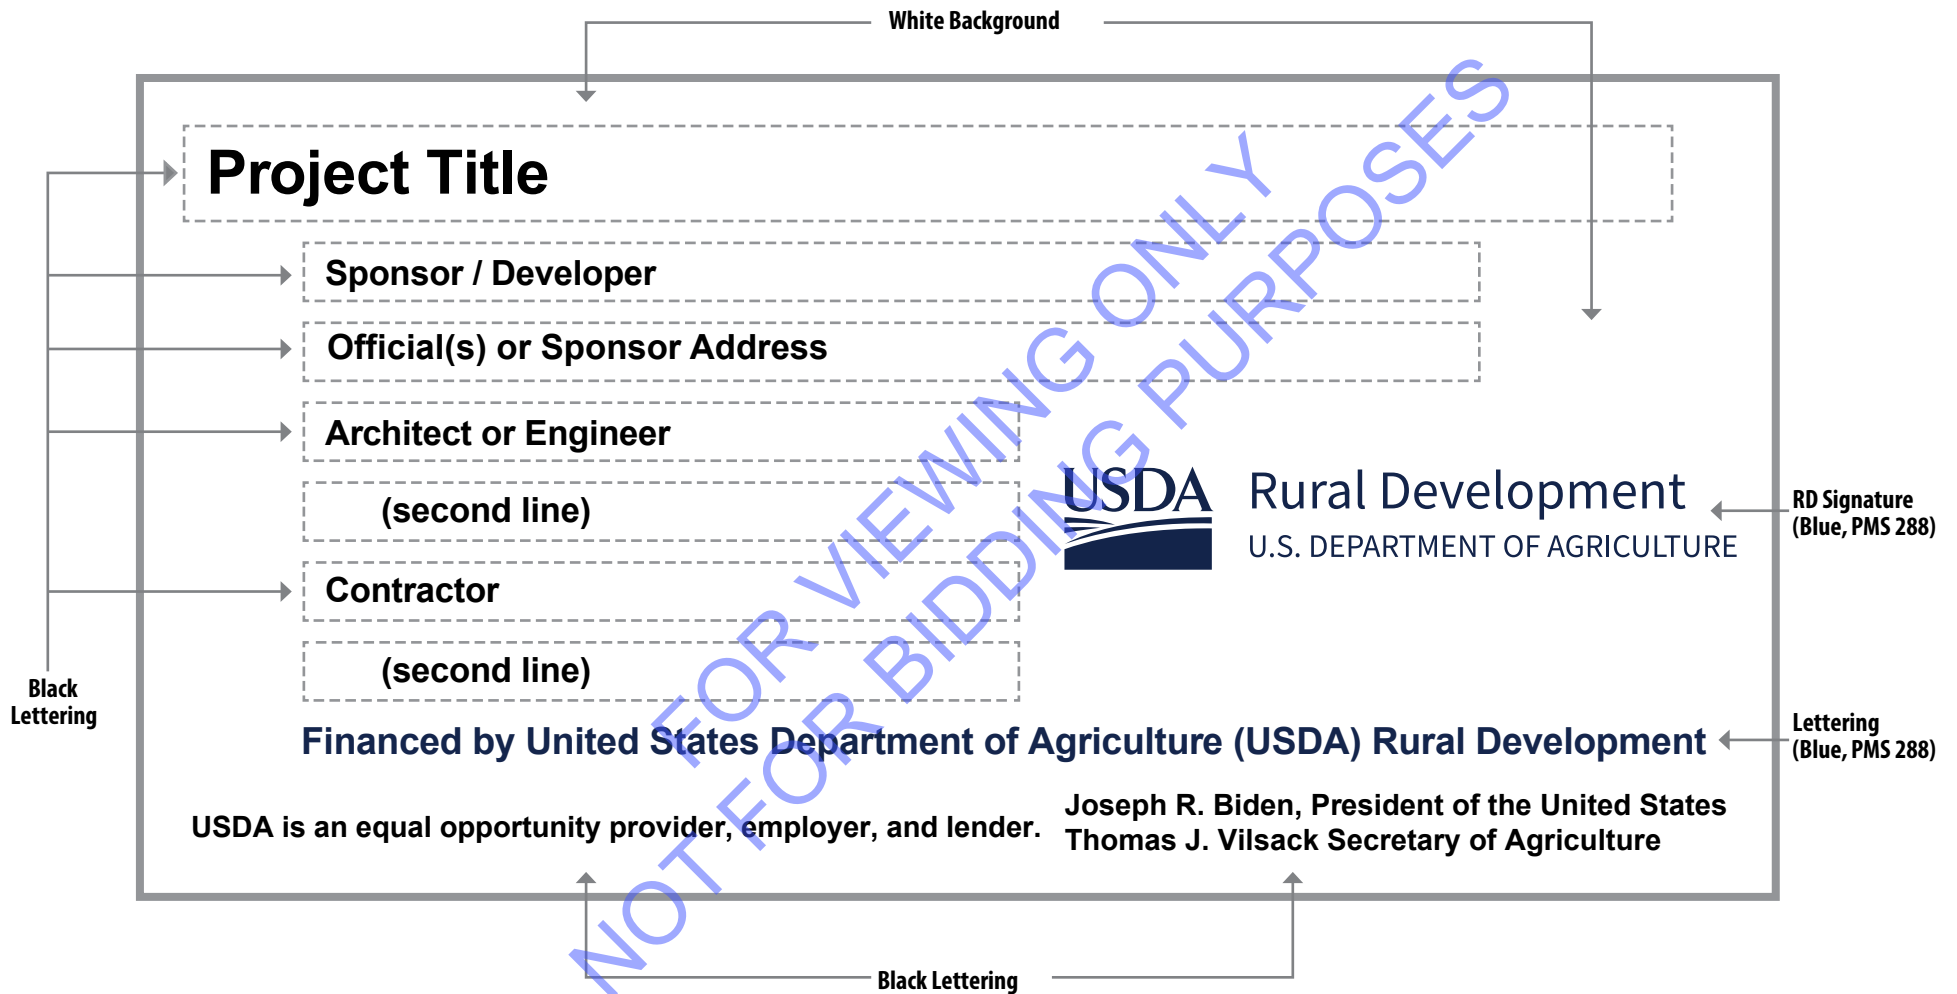 White Background
Project Title
Sponsor / Developer
Official(s) or Sponsor Address
Architect or Engineer
(second line)
Contractor
(second line)
USDA
Rural Development
U.S. DEPARTMENT OF AGRICULTURE
RD Signature
(Blue, PMS 288)
Black
Lettering
Financed by United States Department of Agriculture (USDA) Rural Development
Lettering
(Blue, PMS 288)
USDA is an equal opportunity provider, employer, and lender.
Joseph R. Biden, President of the United States
Thomas J. Vilsack Secretary of Agriculture
Black Lettering
FOR VIEWING ONLY
NOT FOR BIDDING PURPOSES